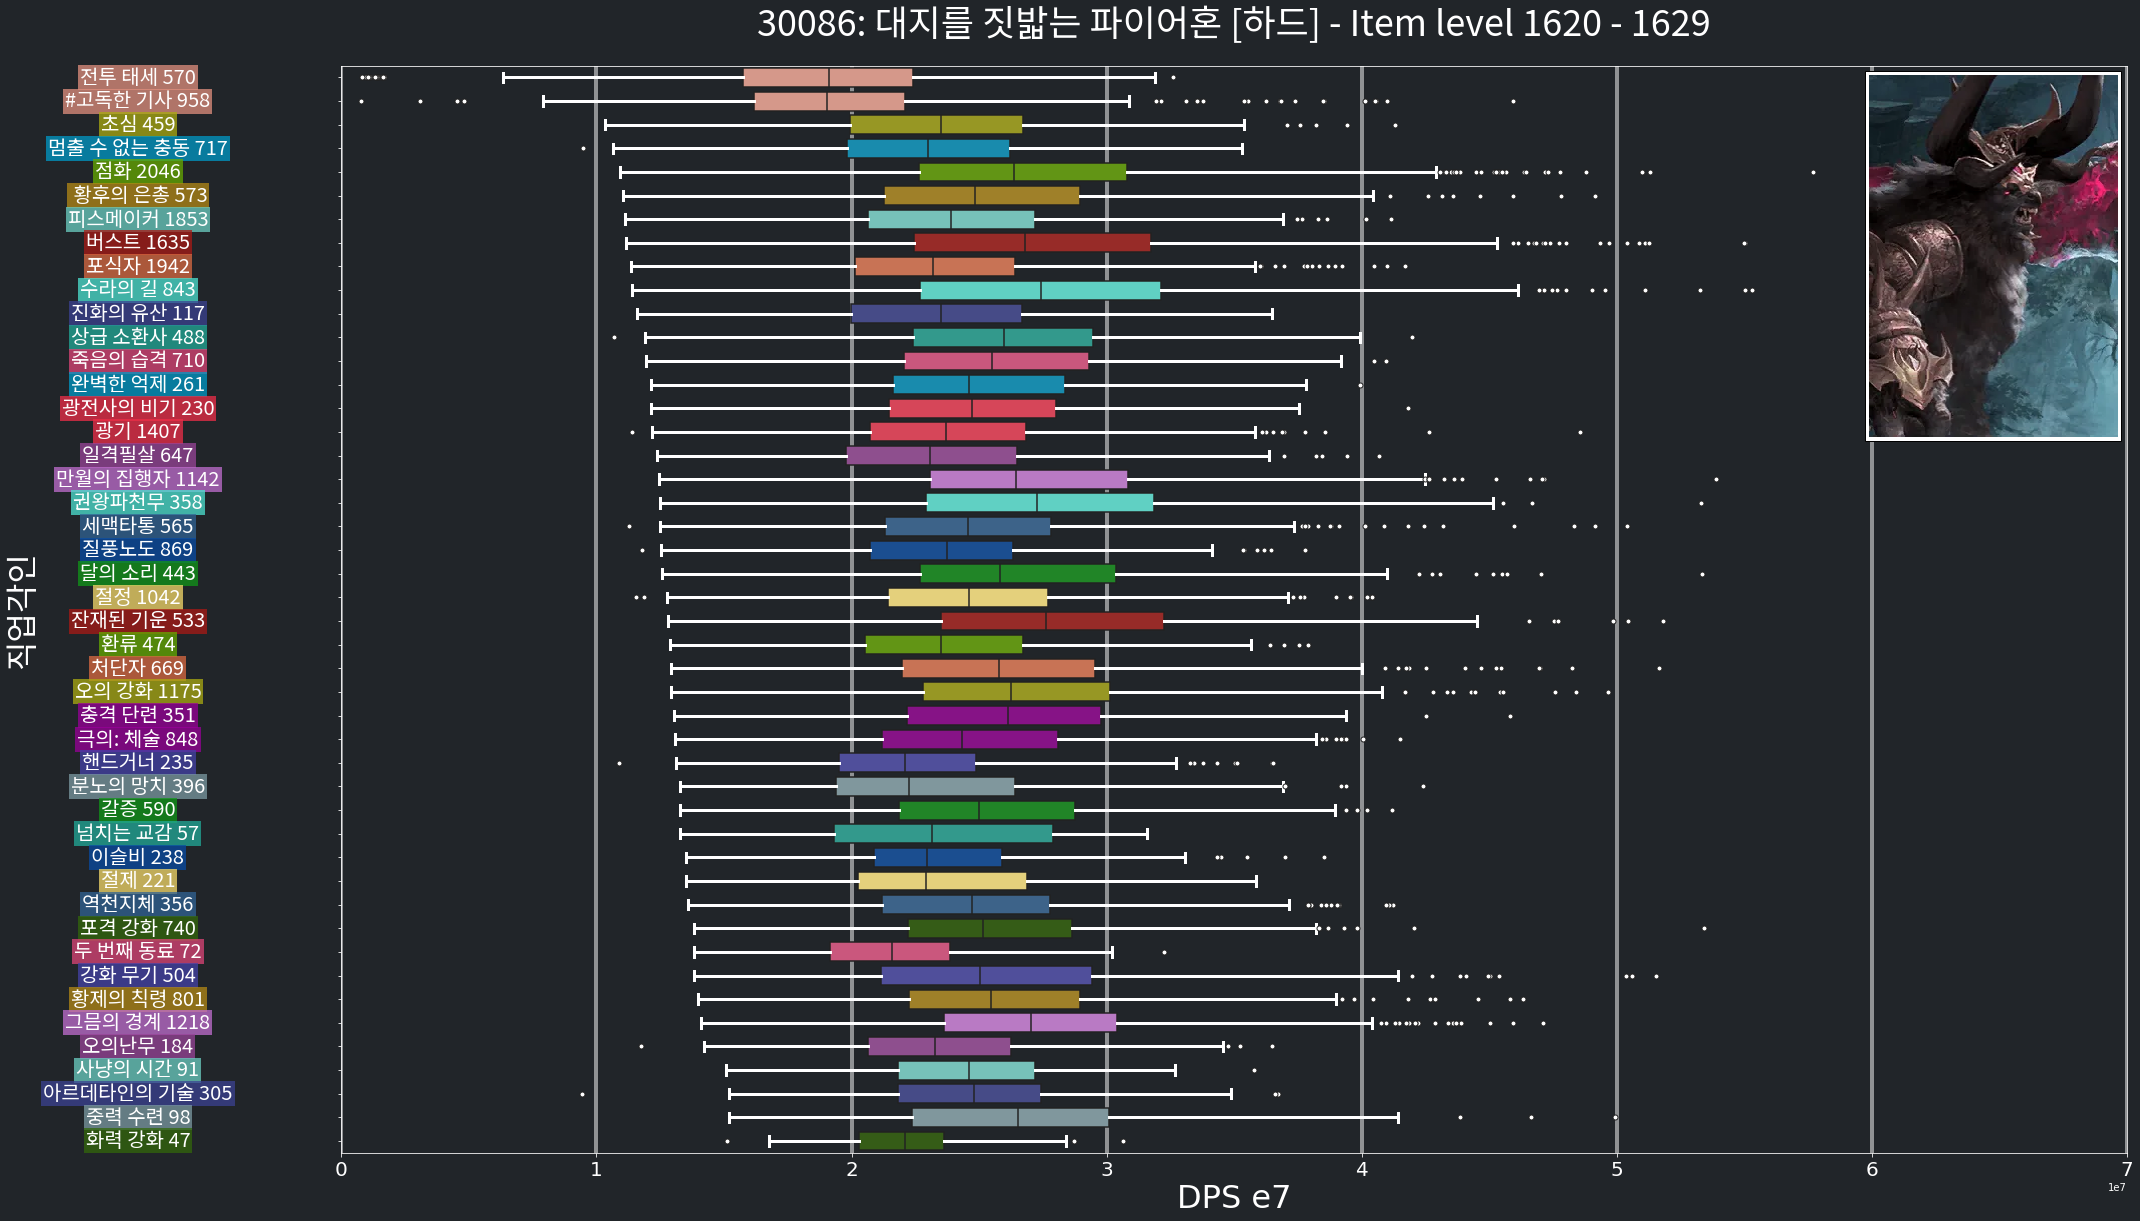 30086: 대지를 짓밟는 파이어혼 [하드] - Item level 1620 - 1629
전투 태세 570
#고독한 기사 958
초심 459
멈출 수 없는 충동 717
점화 2046
황후의 은총 573
피스메이커 1853
버스트 1635
포식자 1942
수라의 길 843
진화의 유산 117
상급 소환사 488
죽음의 습격 710
완벽한 억제 261
광전사의 비기 230
광기 1407
일격필살 647
만월의 집행자 1142
권왕파천무 358
세맥타통 565
질풍노도 869
달의 소리 443
절정 1042
잔재된 기운 533
환류 474
처단자 669
오의 강화 1175
충격 단련 351
극의: 체술 848
핸드거너 235
분노의 망치 396
갈증 590
넘치는 교감 57
이슬비 238
절제 221
역천지체 356
포격 강화 740
두 번째 동료 72
강화 무기 504
황제의 칙령 801
그믐의 경계 1218
오의난무 184
사냥의 시간 91
아르데타인의 기술 305
중력 수련 98
화력 강화 47
직업각인
0 1 2 3 4 5 6 7
DPS e7
1e7